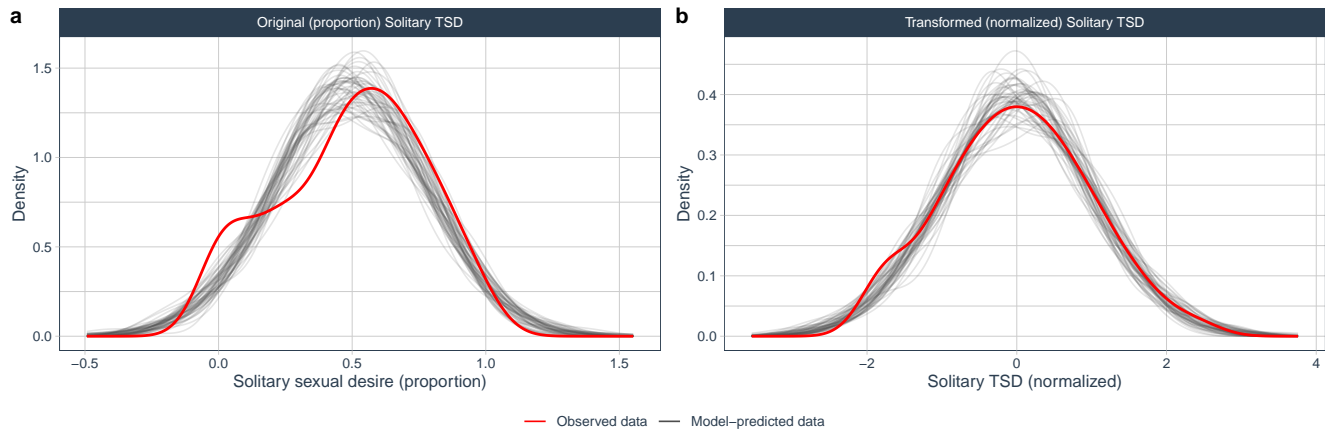 a
Original (proportion) Solitary TSD
Density
1.5
1.0
0.5
0.0
−0.5 0.0 0.5 1.0 1.5
Solitary sexual desire (proportion)
b
Transformed (normalized) Solitary TSD
Density
0.4
0.3
0.2
0.1
0.0
−2 0 2 4
Solitary TSD (normalized)
Observed data Model−predicted data